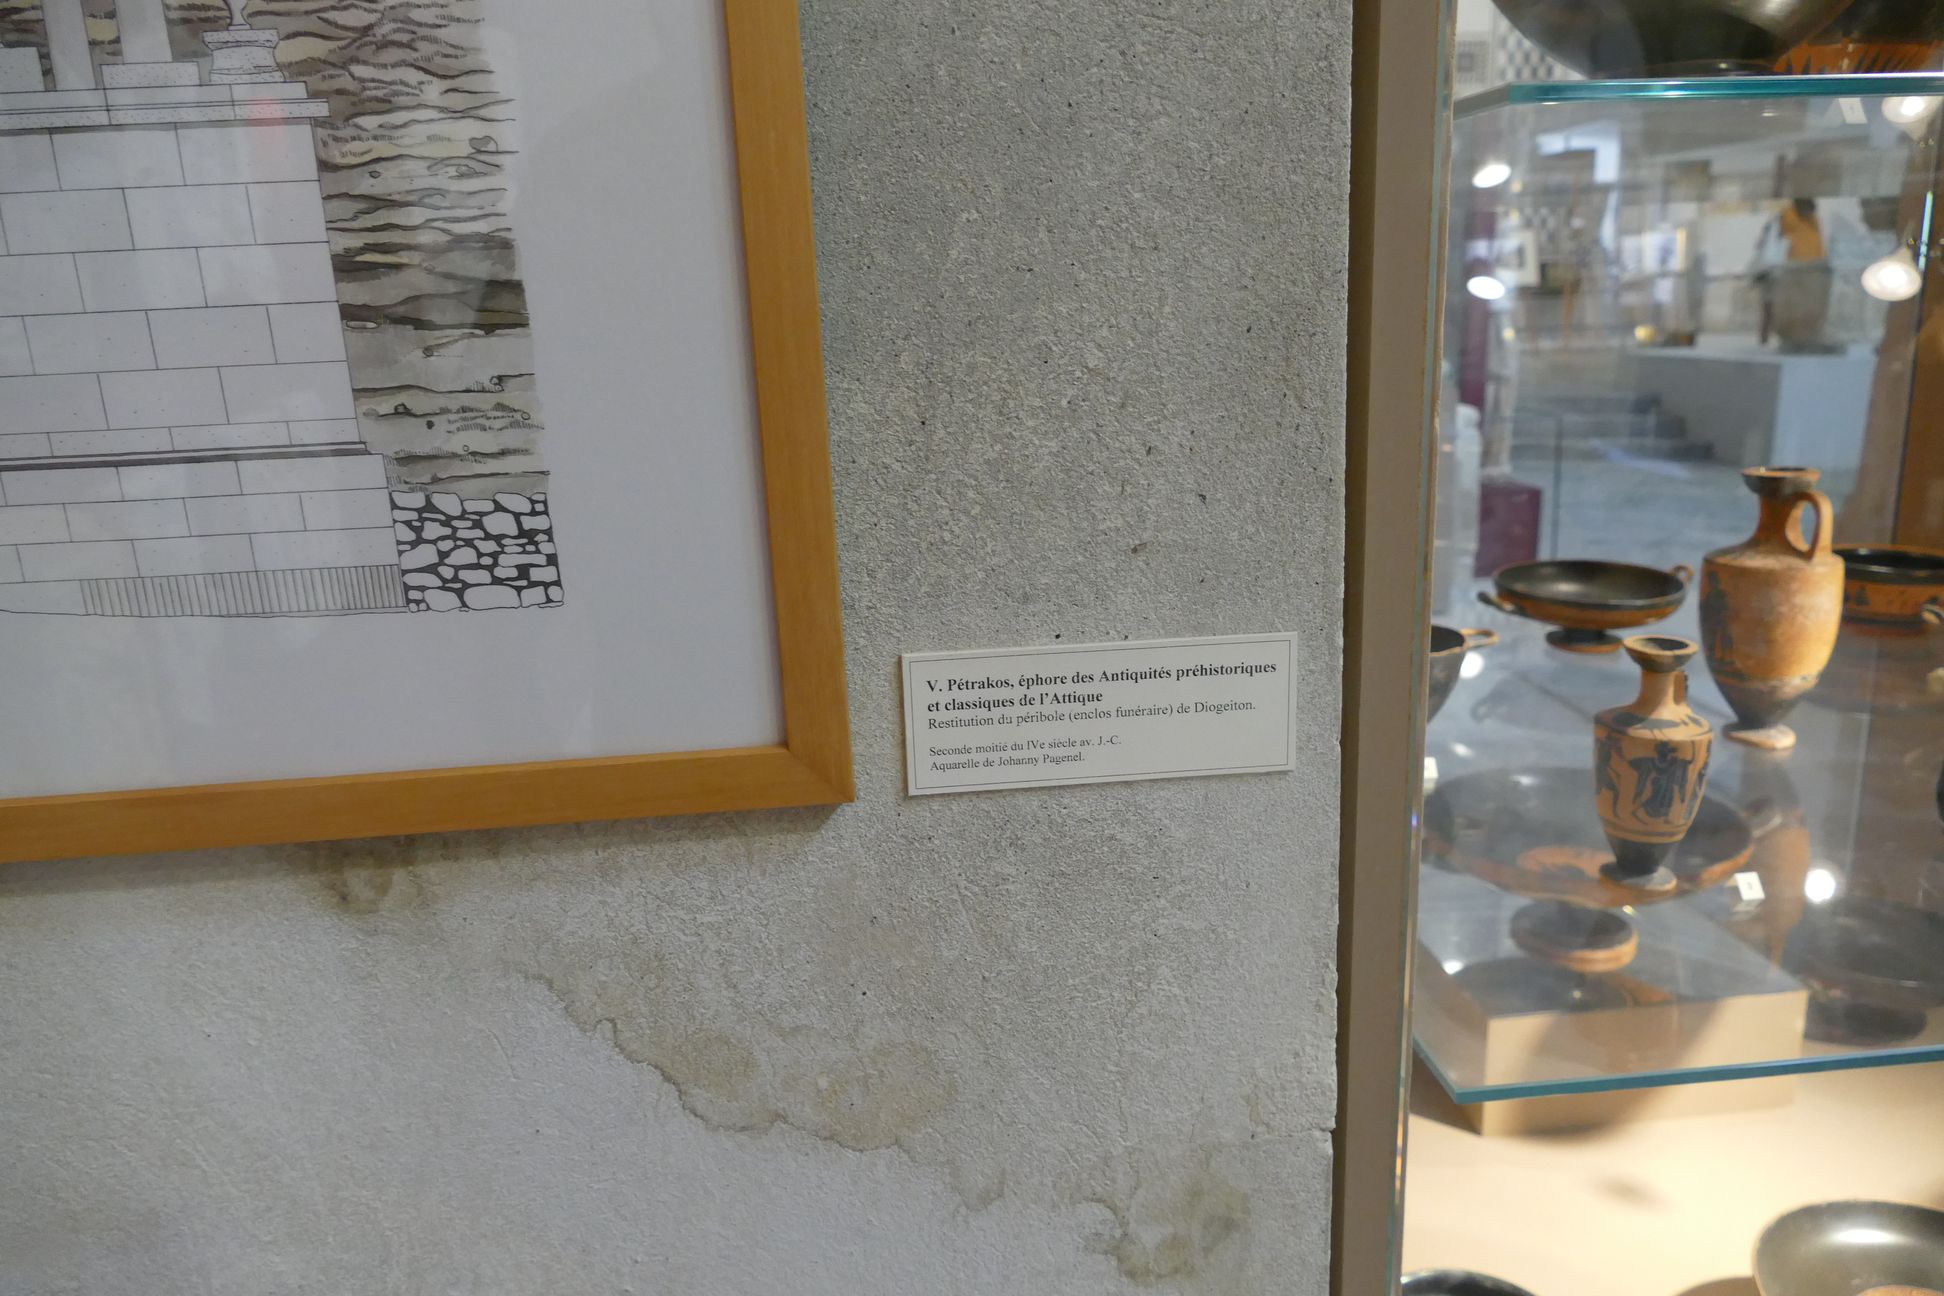 V. Pétrakos, éphore des Antiquités préhistoriques
et classiques de l'Attique
Restitution du péribole (enclos funéraire) de Diogeiton.
Seconde moitié du IVe siècle av. J.-C.
Aquarelle de Johanny Pagenel.